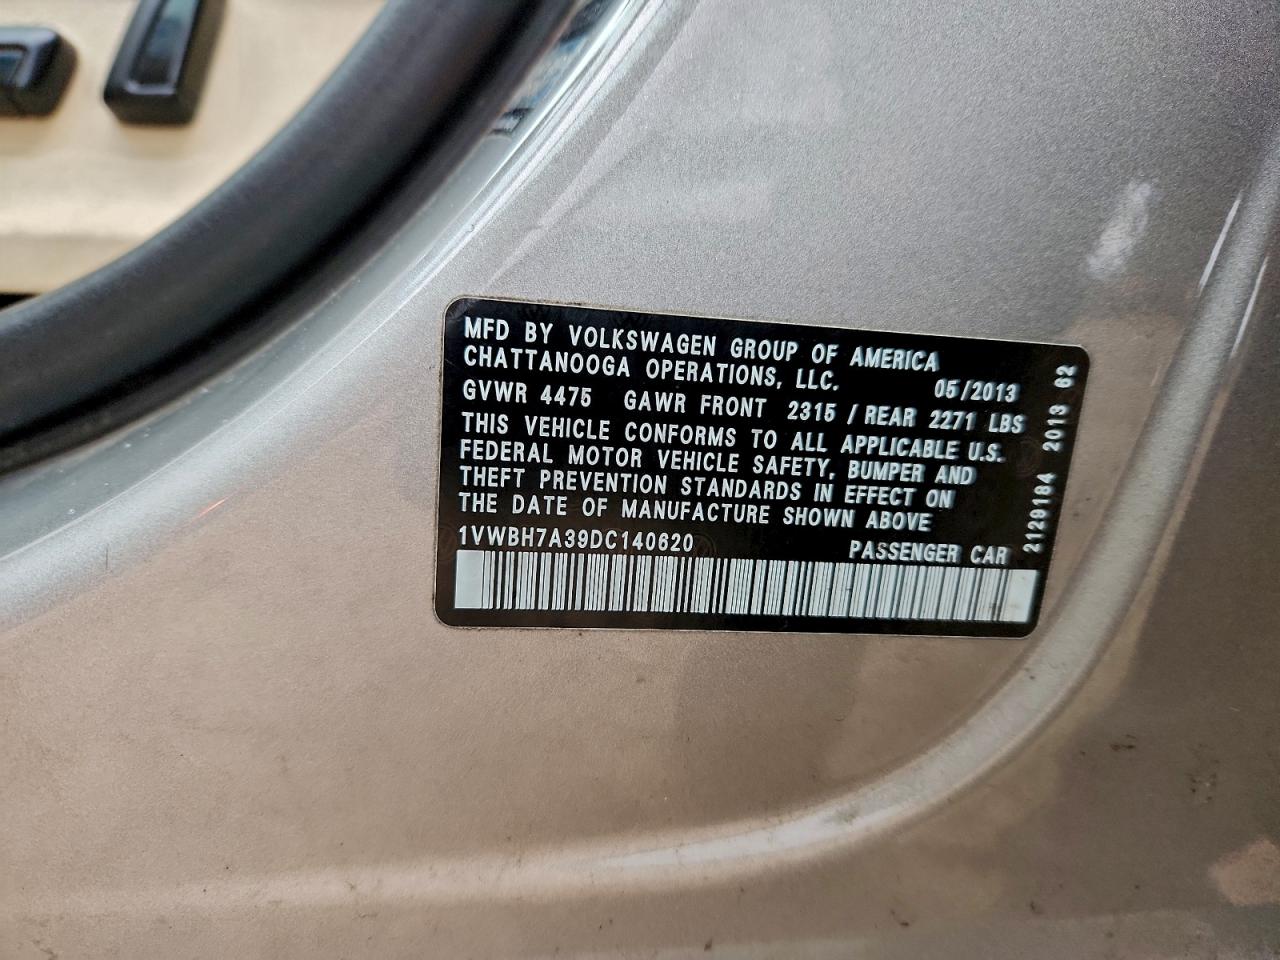 MFD BY VOLKSWAGEN GROUP OF AMERICA
CHATTANOOGA OPERATIONS, LLC. 05/2013
GVWR 4475 GAWR FRONT 2315 / REAR 2271 LBS
THIS VEHICLE CONFORMS TO ALL APPLICABLE U.S.
FEDERAL MOTOR VEHICLE SAFETY, BUMPER AND
THEFT PREVENTION STANDARDS IN EFFECT ON
THE DATE OF MANUFACTURE SHOWN ABOVE
1VWBH7A39DC140620 PASSENGER CAR
2129184 2013 62